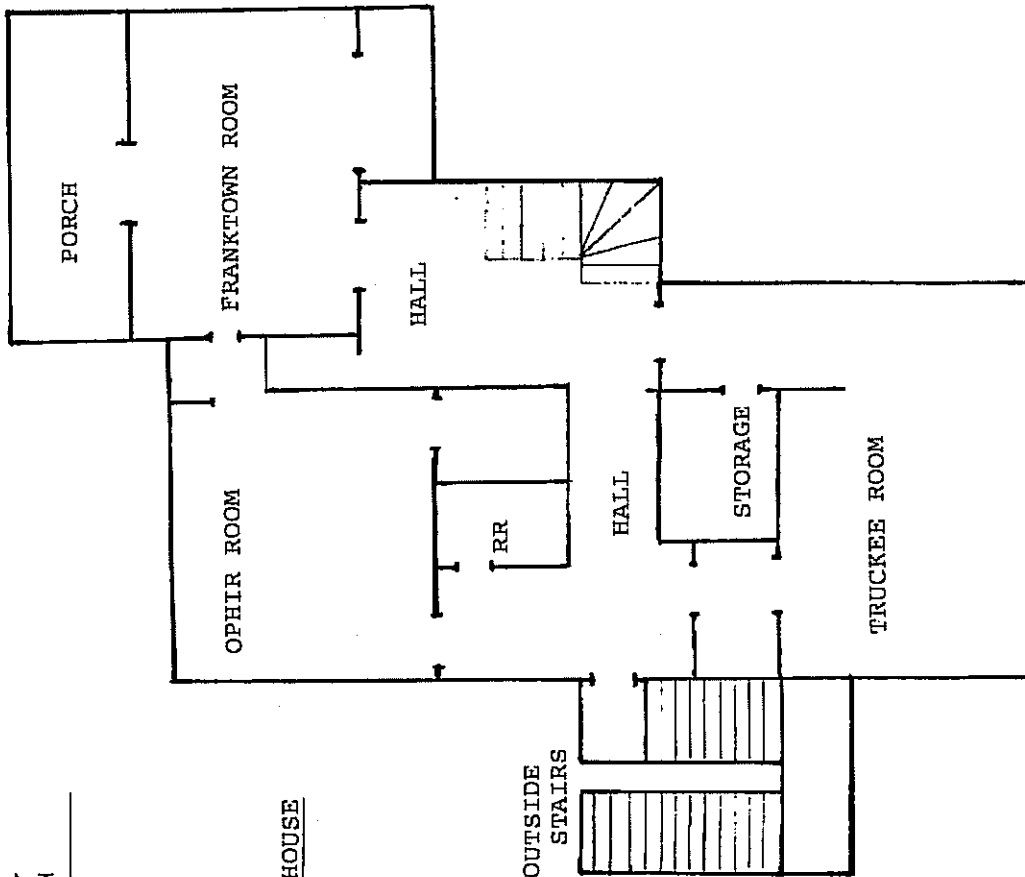 PORCH
FRANKTOWN ROOM
HALL
OPHIR ROOM
RR
HALL
STORAGE
TRUCKEE ROOM
HOUSE
OUTSIDE
STAIRS